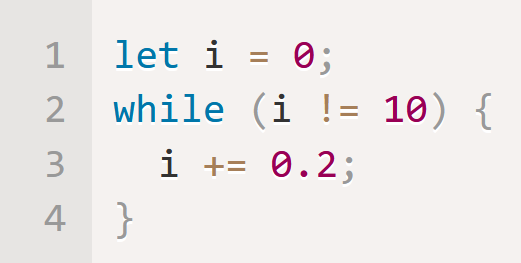 1 let i = 0;
2 while (i != 10) {
3   i += 0.2;
4 }